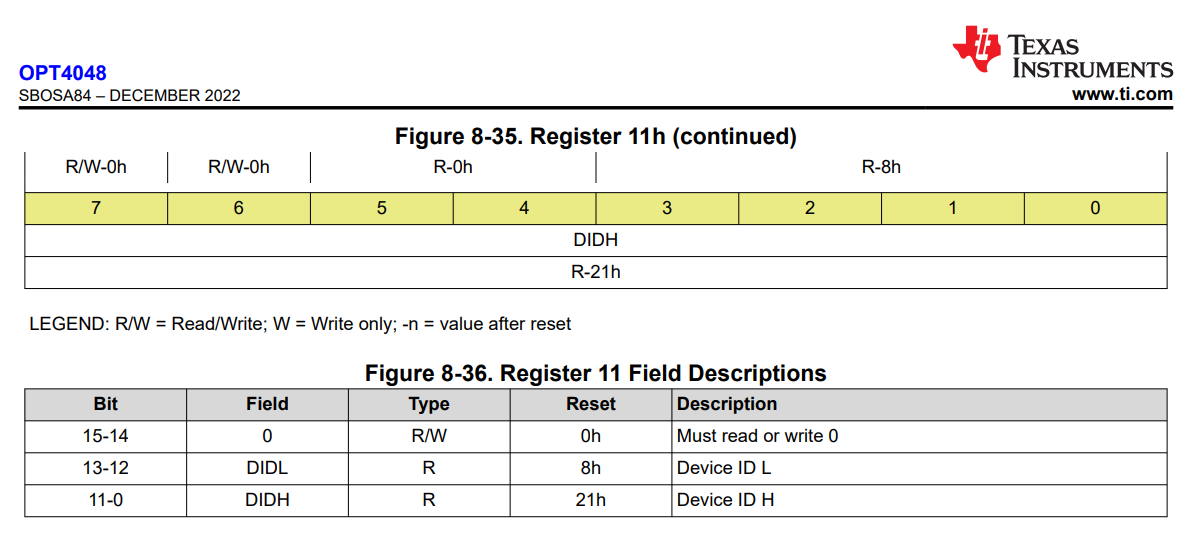 TEXAS
INSTRUMENTS
OPT4048
SBOSA84 – DECEMBER 2022 www.ti.com
Figure 8-35. Register 11h (continued)
R/W-0h R/W-0h R-0h R-8h
7 6 5 4 3 2 1 0
DIDH
R-21h
LEGEND: R/W = Read/Write; W = Write only; -n = value after reset
Figure 8-36. Register 11 Field Descriptions
Bit Field Type Reset Description
15-14 0 R/W 0h Must read or write 0
13-12 DIDL R 8h Device ID L
11-0 DIDH R 21h Device ID H